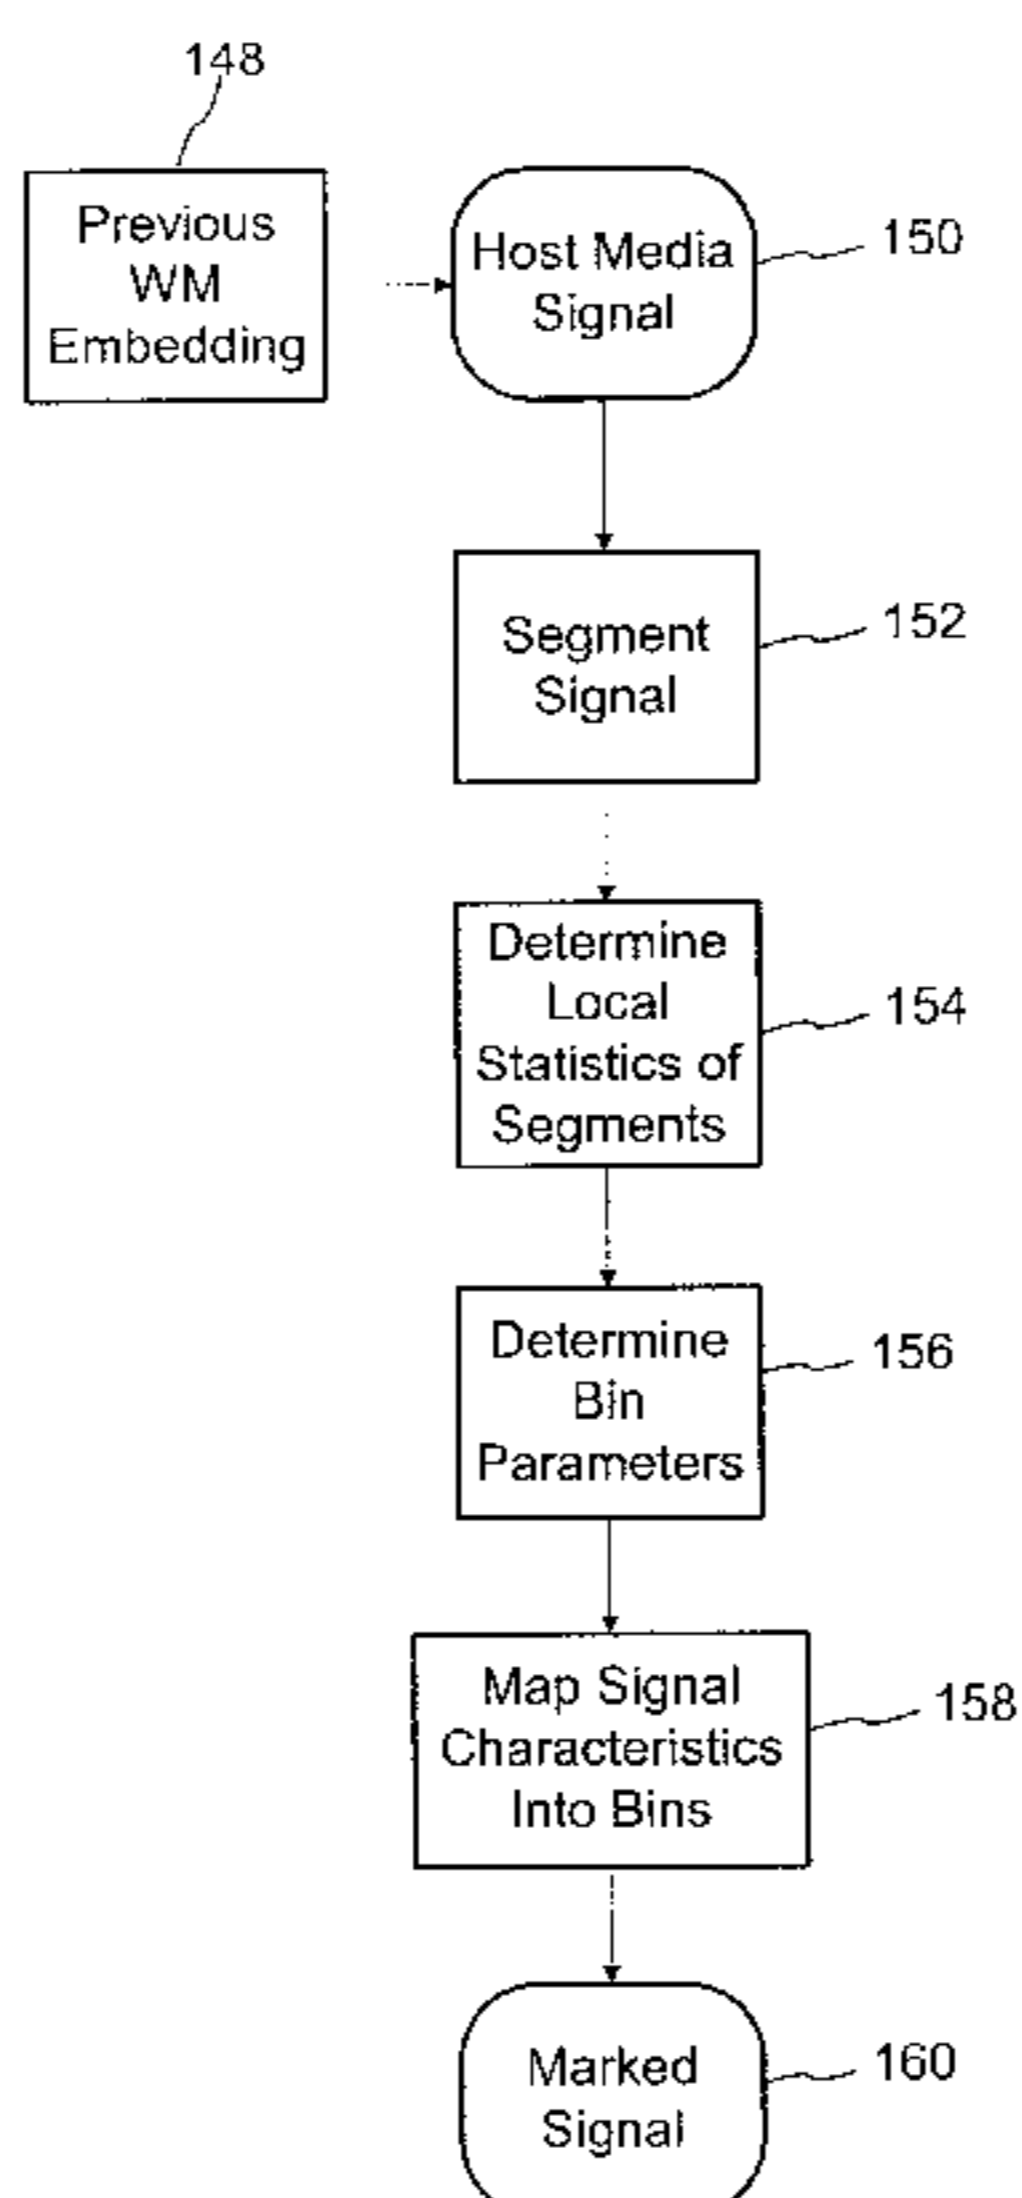 148
Previous
WM
Embedding
Host Media
Signal
150
Segment
Signal
152
Determine
Local
Statistics of
Segments
154
Determine
Bin
Parameters
156
Map Signal
Characteristics
Into Bins
158
Marked
Signal
160